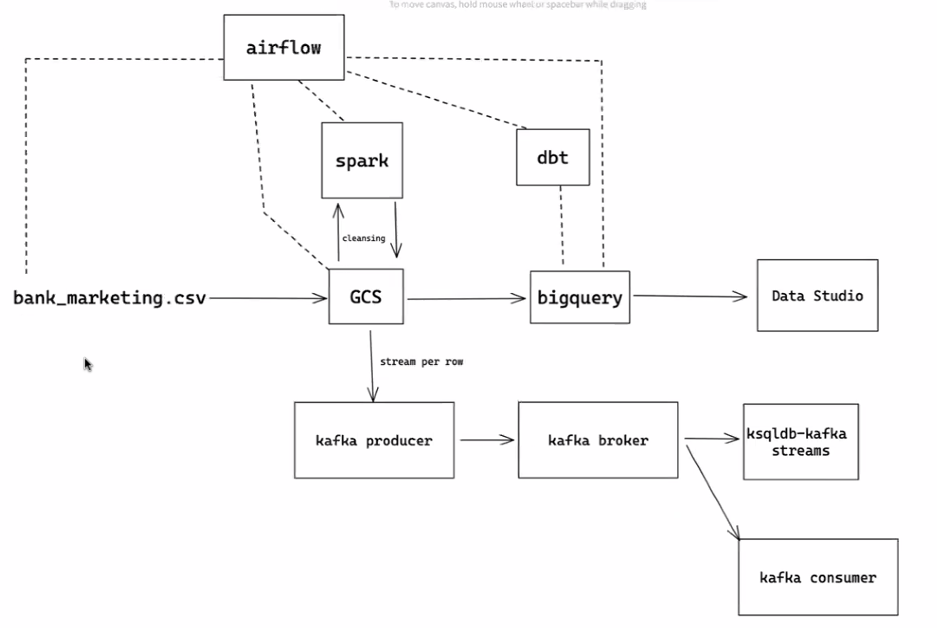 To move canvas, hold mouse wheel or spacebar while dragging
airflow
spark
dbt
cleansing
bank_marketing.csv
GCS
bigquery
Data Studio
stream per row
kafka producer
kafka broker
ksqldb-kafka
streams
kafka consumer